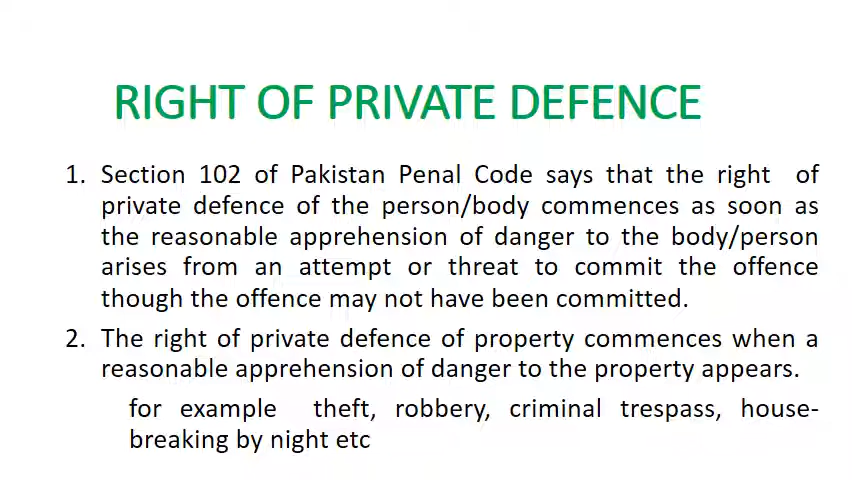 RIGHT OF PRIVATE DEFENCE
1. Section 102 of Pakistan Penal Code says that the right of
private defence of the person/body commences as soon as
the reasonable apprehension of danger to the body/person
arises from an attempt or threat to commit the offence
though the offence may not have been committed.
2. The right of private defence of property commences when a
reasonable apprehension of danger to the property appears.
for example theft, robbery, criminal trespass, house-
breaking by night etc